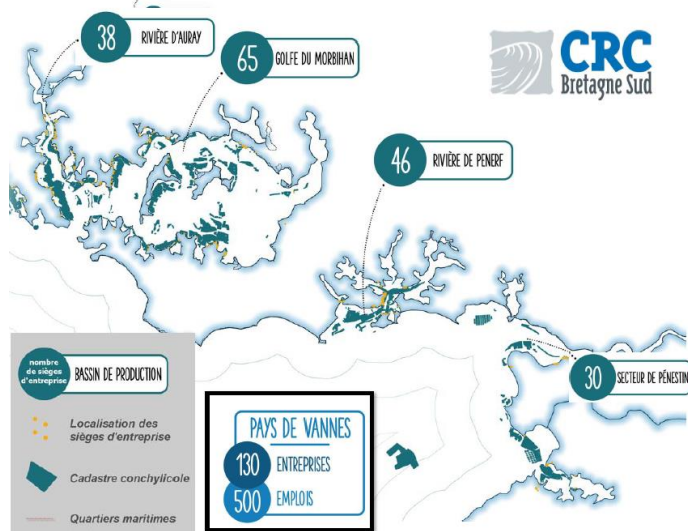 38 RIVIÈRE D'AURAY
65 GOLFE DU MORBIHAN
CRC
Bretagne Sud
46 RIVIÈRE DE PENERF
30 SECTEUR DE PÉNESTIN
nombre
de sièges
d'entreprise
BASSIN DE PRODUCTION
Localisation des
sièges d'entreprise
Cadastre conchylicole
Quartiers maritimes
PAYS DE VANNES
130 ENTREPRISES
500 EMPLOIS